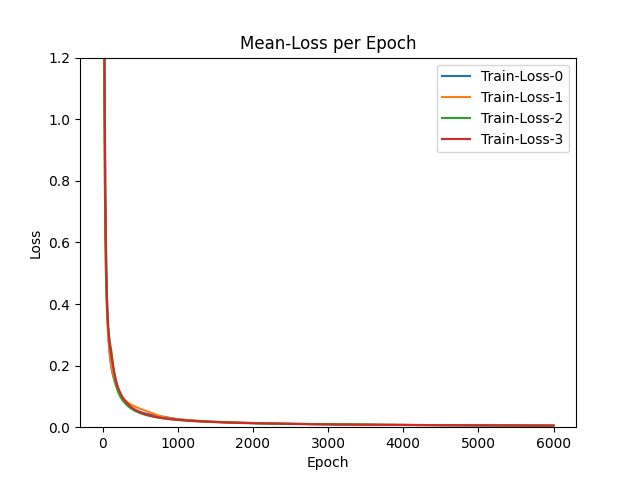 Mean-Loss per Epoch
1.2
1.0
0.8
0.6
0.4
0.2
0.0
Loss
Train-Loss-0
Train-Loss-1
Train-Loss-2
Train-Loss-3
0 1000 2000 3000 4000 5000 6000
Epoch